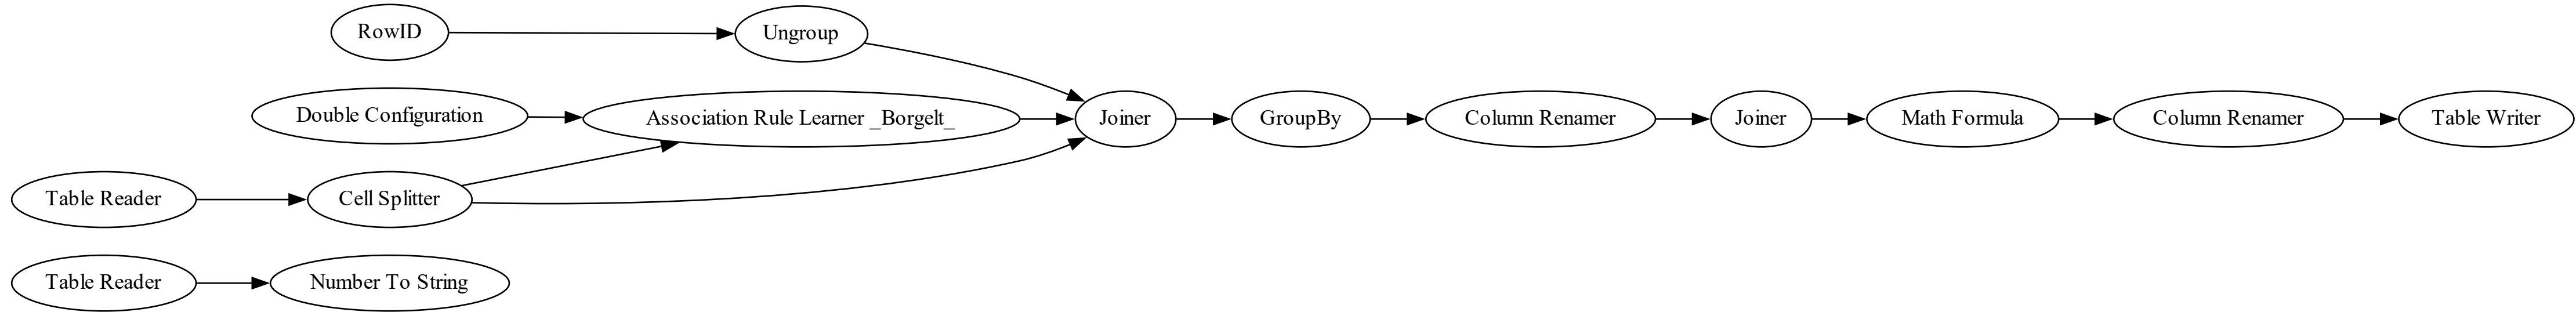 RowID
Ungroup
Double Configuration
Association Rule Learner _Borgelt_
Joiner
GroupBy
Column Renamer
Joiner
Math Formula
Column Renamer
Table Writer
Table Reader
Cell Splitter
Table Reader
Number To String